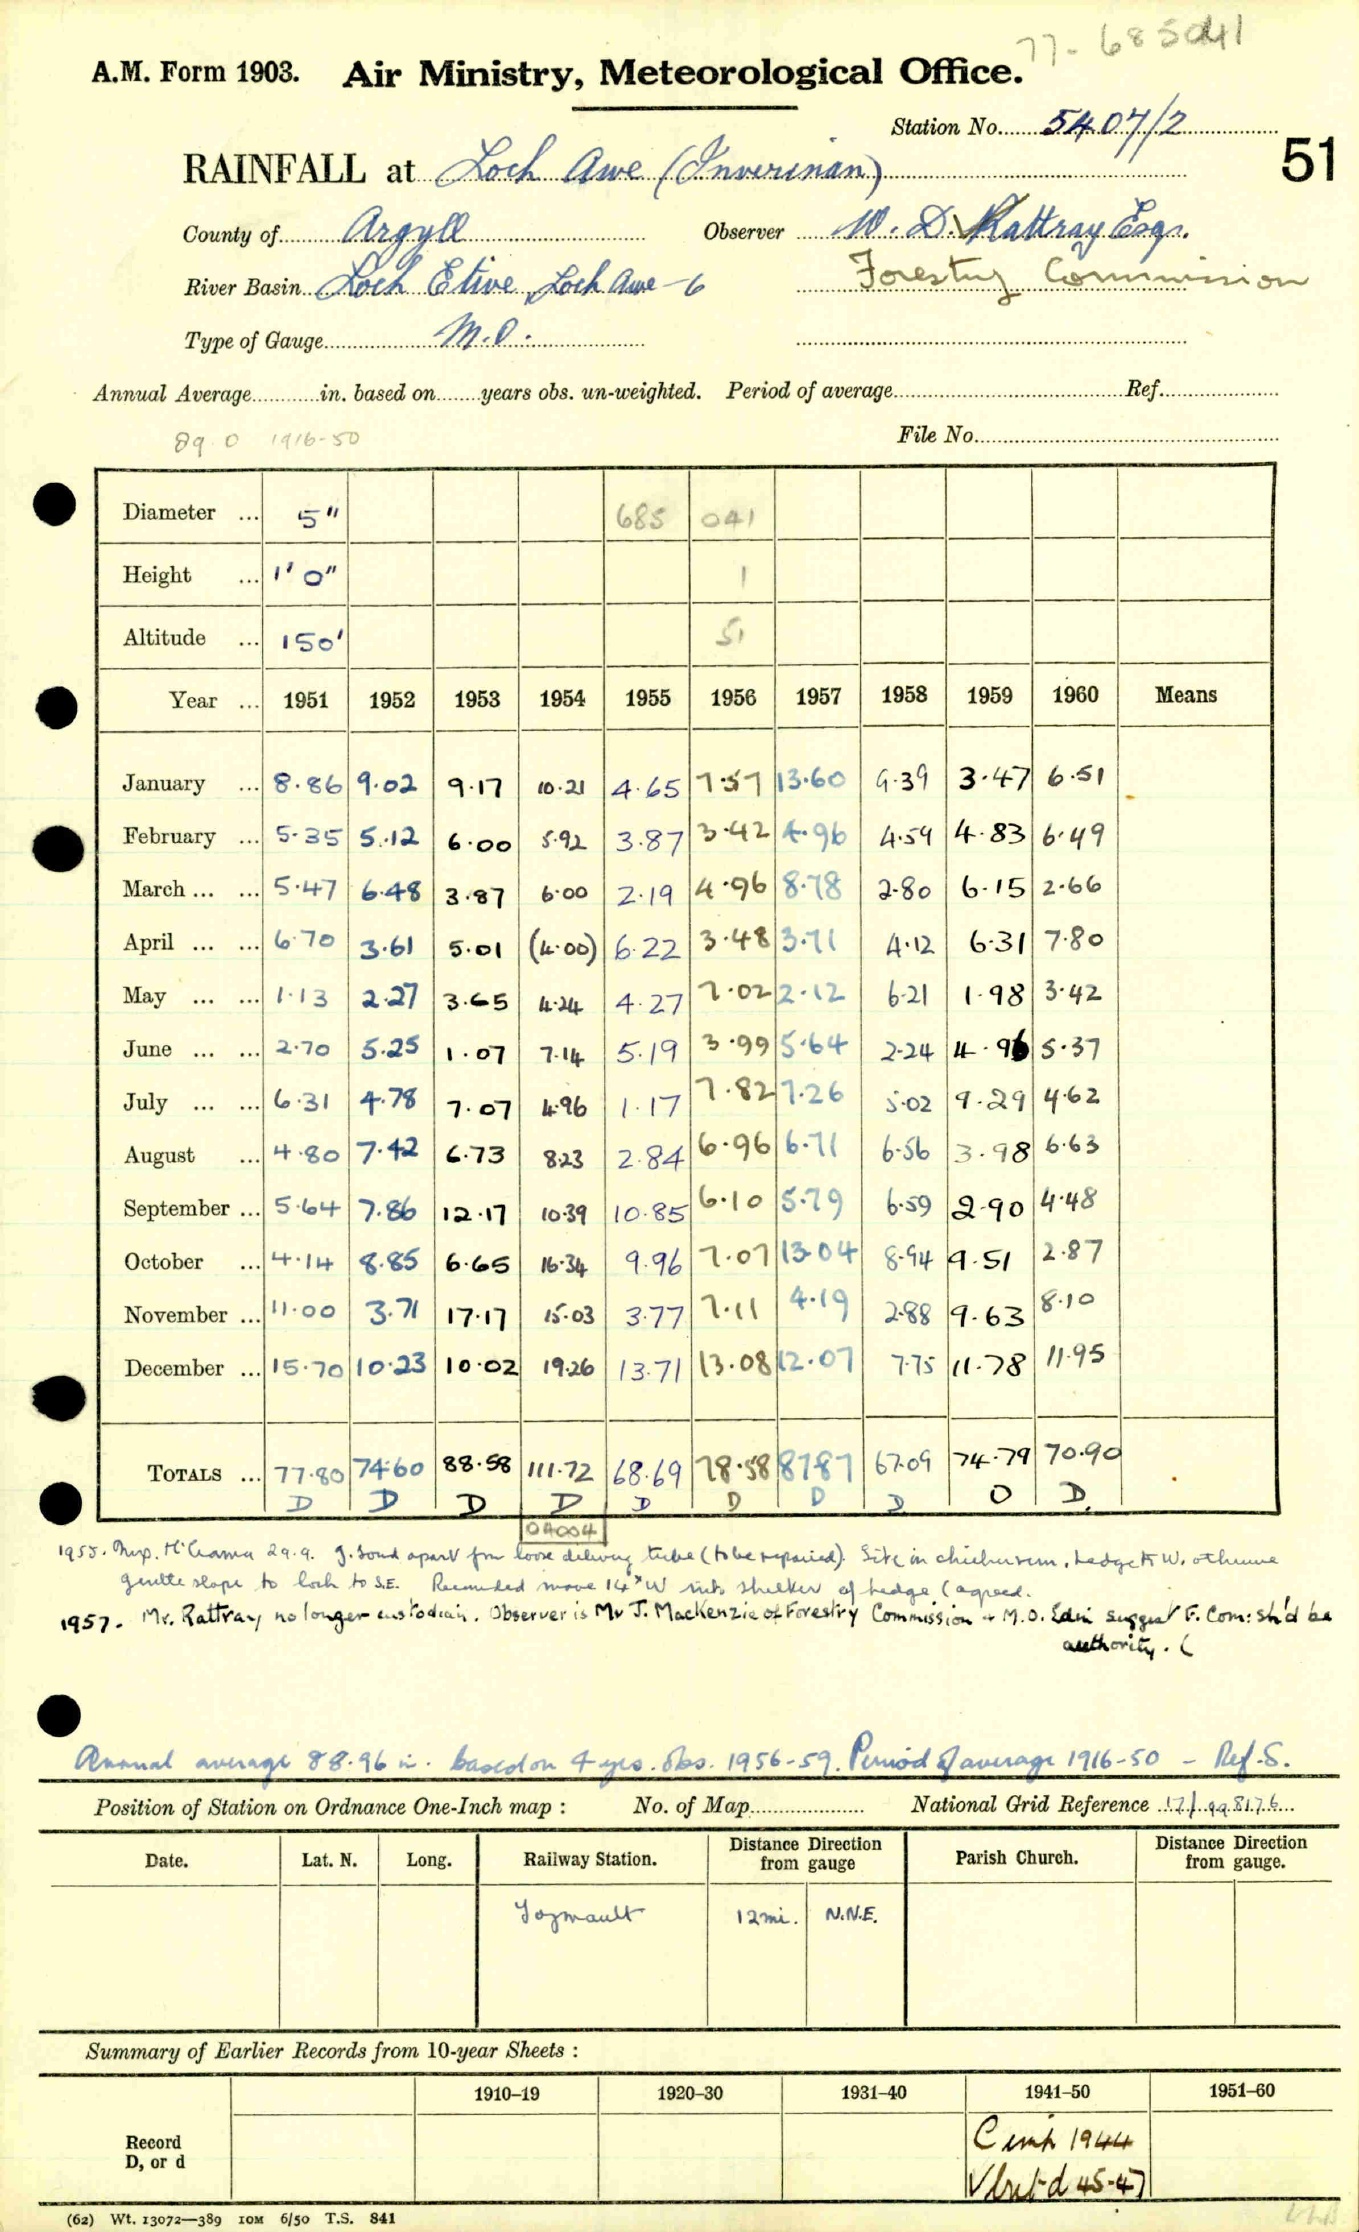 77-685041
A.M. Form 1903. Air Ministry, Meteorological Office.
Station No. 5407/2
51
RAINFALL at Loch Awe (Inverinan)
County of Argyll Observer W. D. Rattray Esq.
River Basin Loch Etive, Loch Awe - 6 Forestry Commission
Type of Gauge M.O.
Annual Average in. based on years obs. un-weighted. Period of average Ref.
89.0 1916-50 File No.
Diameter ... 5" 685 041
Height ... 1' 0" 1
Altitude ... 150' 51
Year ... 1951 1952 1953 1954 1955 1956 1957 1958 1959 1960 Means
January ... 8.86 9.02 9.17 10.21 4.65 7.57 13.60 9.39 3.47 6.51
February ... 5.35 5.12 6.00 5.92 3.87 3.42 4.96 4.59 4.83 6.49
March ... ... 5.47 6.48 3.87 6.00 2.19 4.96 8.78 2.80 6.15 2.66
April ... ... 6.70 3.61 5.01 (4.00) 6.22 3.48 3.71 4.12 6.31 7.80
May ... ... 1.13 2.27 3.65 4.24 4.27 7.02 2.12 6.21 1.98 3.42
June ... ... 2.70 5.25 1.07 7.14 5.19 3.99 5.64 2.24 4.96 5.37
July ... ... 6.31 4.78 7.07 4.96 1.17 7.82 7.26 5.02 9.29 4.62
August ... 4.80 7.42 6.73 8.23 2.84 6.96 6.71 6.56 3.98 6.63
September ... 5.64 7.86 12.17 10.39 10.85 6.10 5.79 6.59 2.90 4.48
October ... 4.14 8.85 6.65 16.34 9.96 7.07 13.04 8.94 9.51 2.87
November ... 11.00 3.71 17.17 15.03 3.77 7.11 4.19 2.88 9.63 8.10
December ... 15.70 10.23 10.02 19.26 13.71 13.08 12.07 7.75 11.78 11.95
TOTALS ... 77.80 74.60 88.58 111.72 68.69 78.58 87.87 67.09 74.79 70.90
D D D D D D D D D D.
04004
1955. Insp. 29.9. G. Sound apart from loose delivery tube (to be repaired). Site in chicken run, hedge to W. otherwise
gentle slope to loch to S.E. move 14" W into shelter of hedge (agreed.
1957. Mr. Rattray no longer custodian. Observer is Mr J. MacKenzie of Forestry Commission + M.O. Edin suggest F. Com: sh'd be
authority. (
Annual average 88.96 in. based on 4 yrs. obs. 1956-59. Period of average 1916-50 - Ref. S.
Position of Station on Ordnance One-Inch map : No. of Map National Grid Reference 17/998176
Date. Lat. N. Long. Railway Station. Distance Direction from gauge Parish Church. Distance Direction from gauge.
12 mi. N.N.E.
Summary of Earlier Records from 10-year Sheets :
1910–19 1920–30 1931–40 1941–50 1951–60
Record
D, or d
1944
45-47
(62) Wt. 13072—389 10M 6/50 T.S. 841